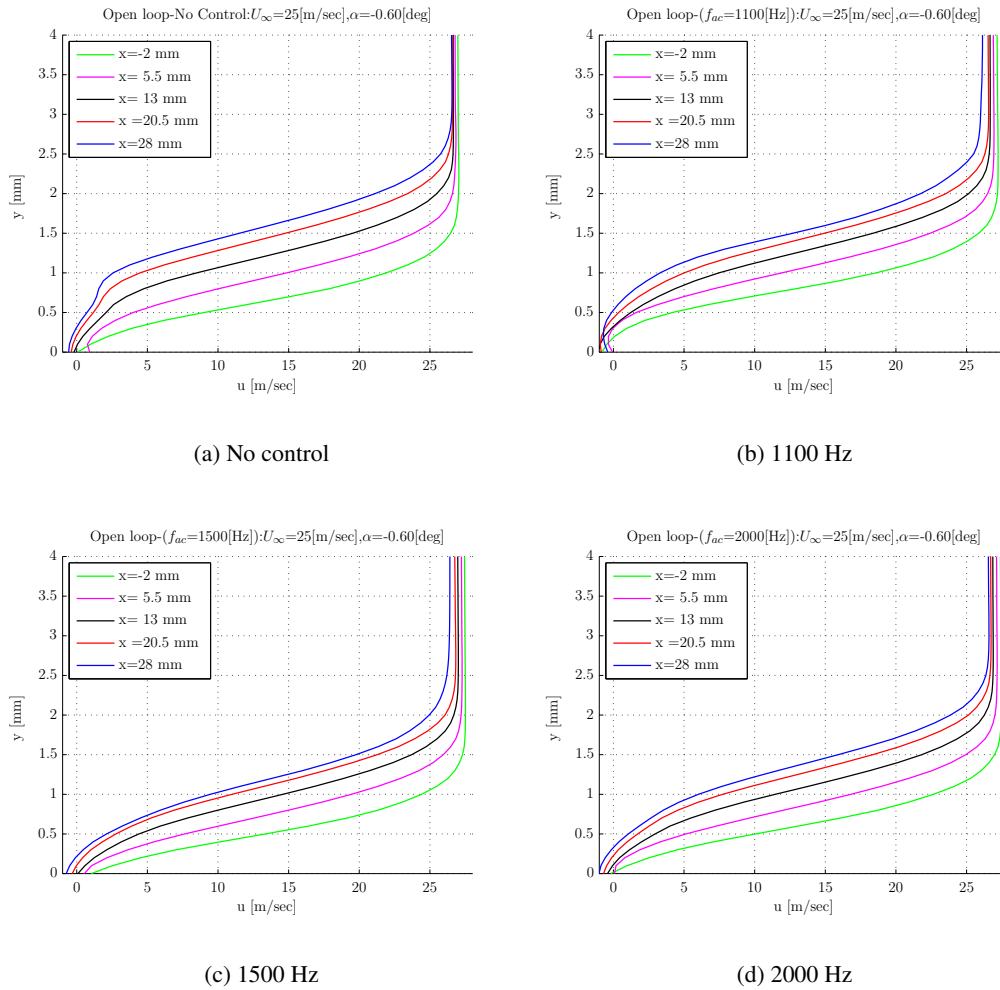 Open loop-No Control:U∞=25[m/sec],α=-0.60[deg]
4
3.5
3
2.5
2
1.5
1
0.5
0
y [mm]
x=-2 mm
x= 5.5 mm
x= 13 mm
x =20.5 mm
x=28 mm
0 5 10 15 20 25
u [m/sec]
(a) No control
Open loop-(f_ac=1100[Hz]):U∞=25[m/sec],α=-0.60[deg]
4
3.5
3
2.5
2
1.5
1
0.5
0
y [mm]
x=-2 mm
x= 5.5 mm
x= 13 mm
x =20.5 mm
x=28 mm
0 5 10 15 20 25
u [m/sec]
(b) 1100 Hz
Open loop-(f_ac=1500[Hz]):U∞=25[m/sec],α=-0.60[deg]
4
3.5
3
2.5
2
1.5
1
0.5
0
y [mm]
x=-2 mm
x= 5.5 mm
x= 13 mm
x =20.5 mm
x=28 mm
0 5 10 15 20 25
u [m/sec]
(c) 1500 Hz
Open loop-(f_ac=2000[Hz]):U∞=25[m/sec],α=-0.60[deg]
4
3.5
3
2.5
2
1.5
1
0.5
0
y [mm]
x=-2 mm
x= 5.5 mm
x= 13 mm
x =20.5 mm
x=28 mm
0 5 10 15 20 25
u [m/sec]
(d) 2000 Hz